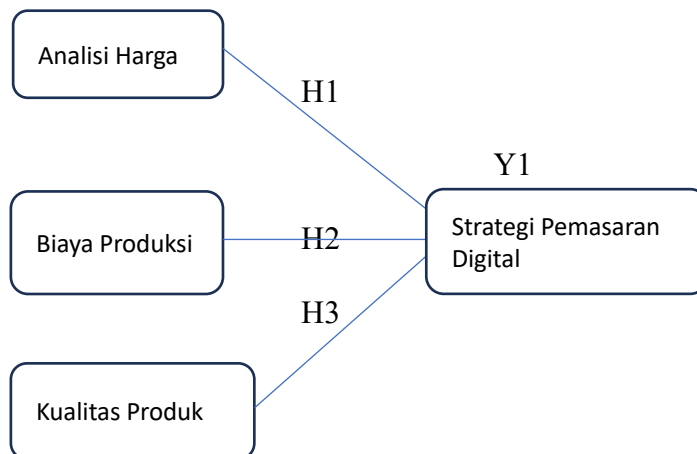 Analisi Harga
H1
Y1
Strategi Pemasaran
Digital
Biaya Produksi
H2
H3
Kualitas Produk